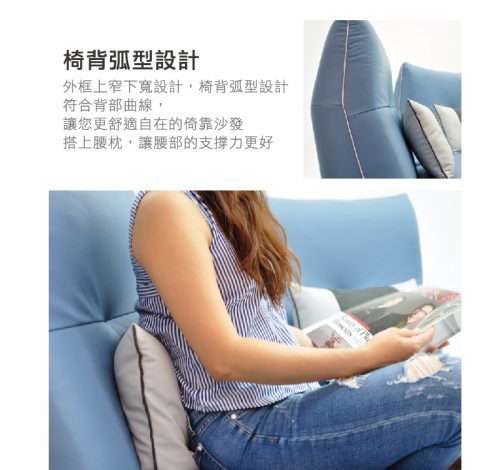 椅背弧型設計
外框上窄下寬設計，椅背弧型設計
符合背部曲線，
讓您更舒適自在的倚靠沙發
搭上腰枕，讓腰部的支撐力更好